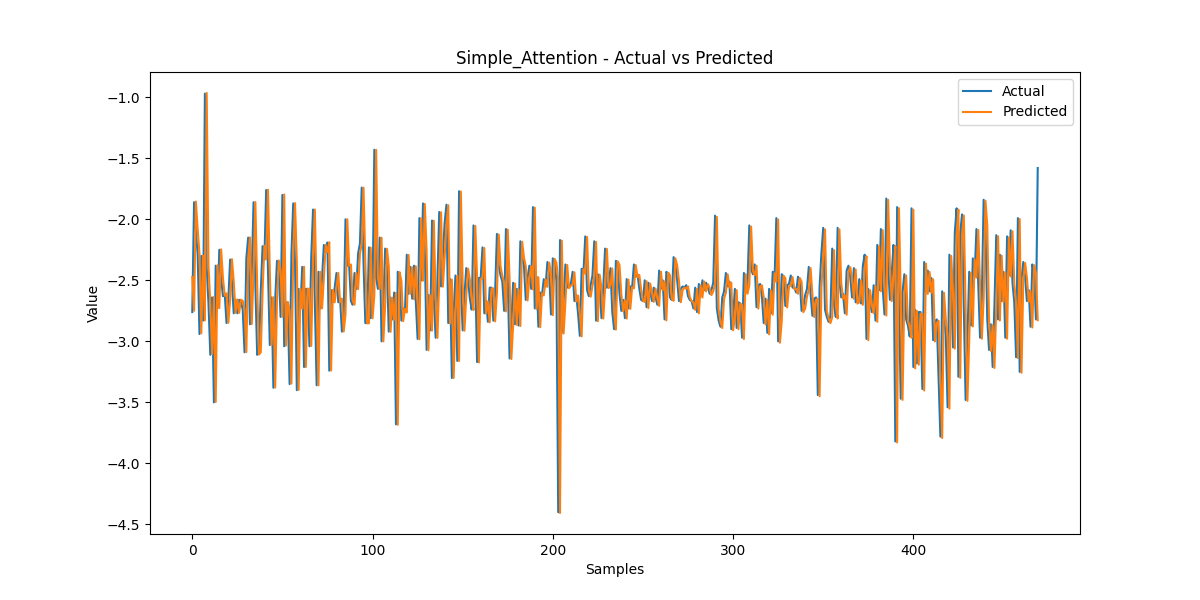 Simple_Attention - Actual vs Predicted
Actual
Predicted
−1.0
−1.5
−2.0
−2.5
−3.0
−3.5
−4.0
−4.5
Value
0
100
200
300
400
Samples